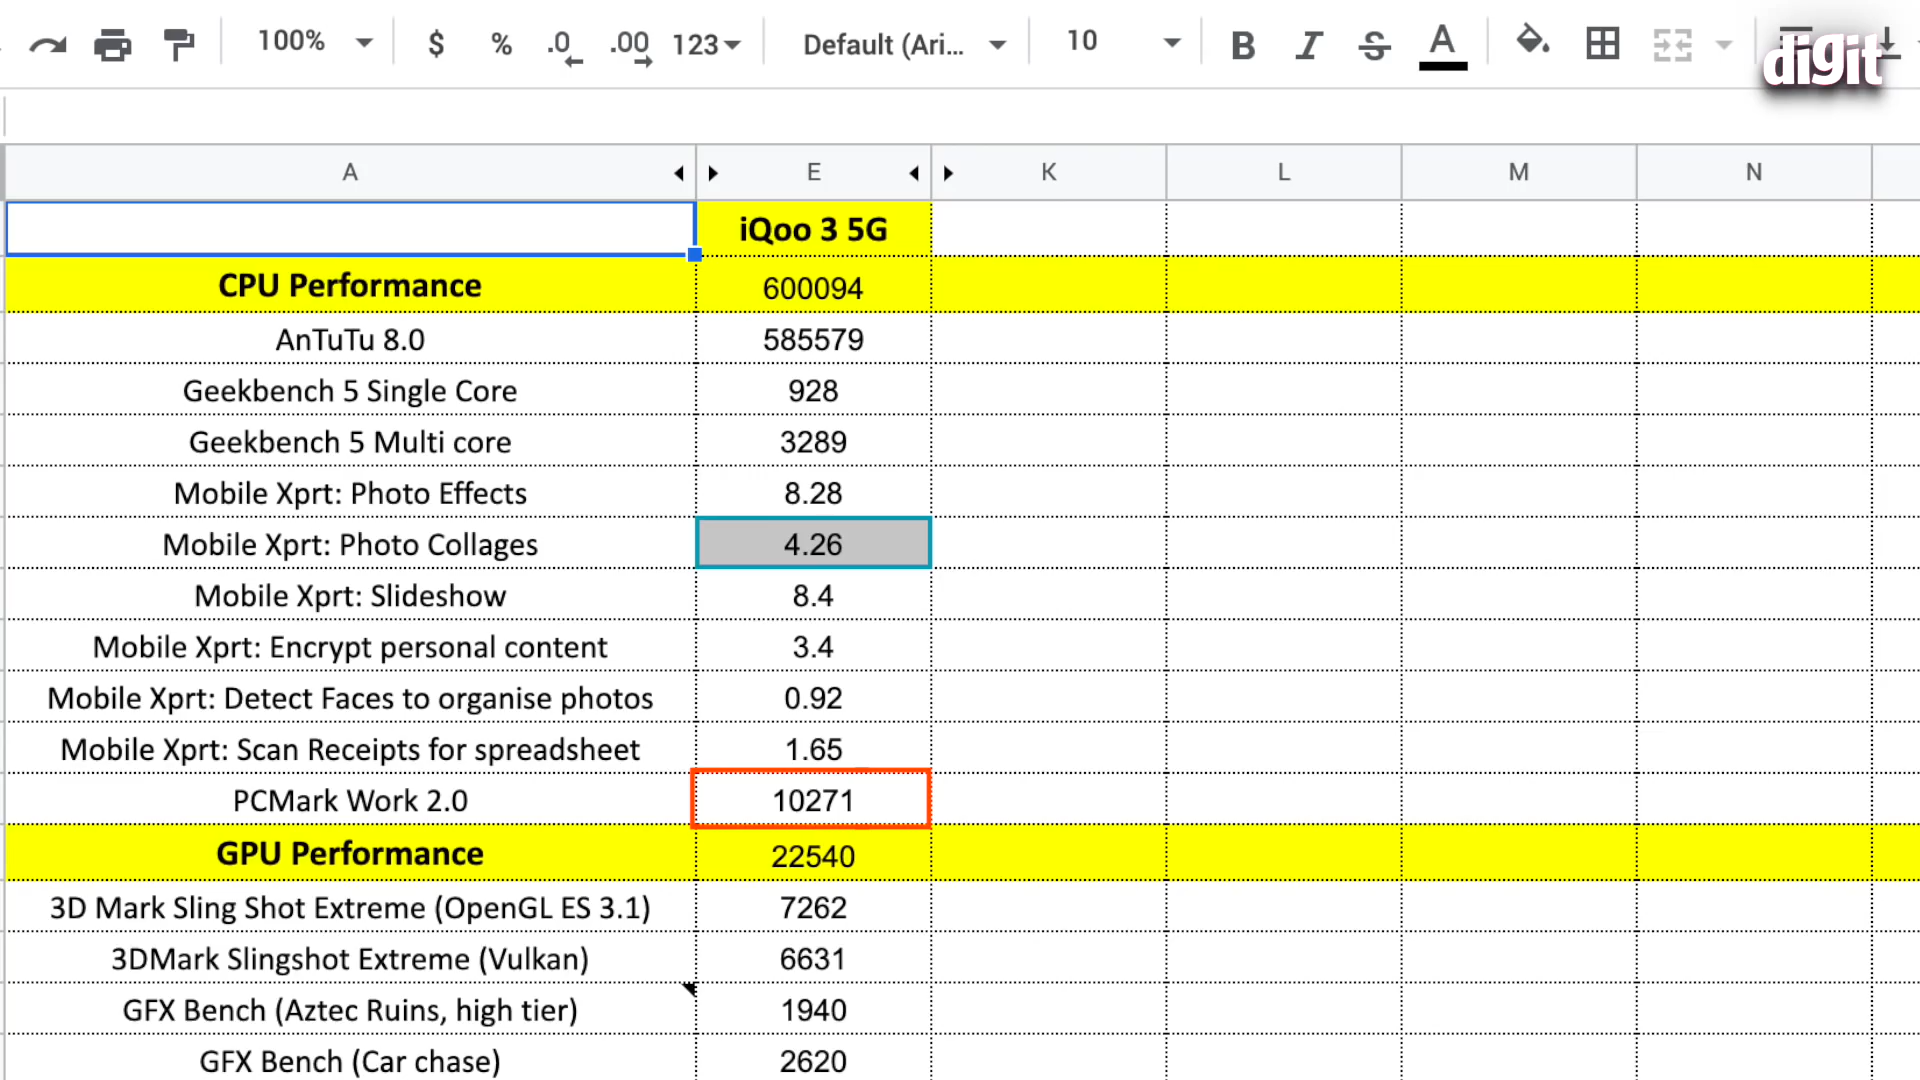 100% $ % .0 .00 123 Default (Ari... 10 B I S A
digit
A E K L M N
iQoo 3 5G
CPU Performance 600094
AnTuTu 8.0 585579
Geekbench 5 Single Core 928
Geekbench 5 Multi core 3289
Mobile Xprt: Photo Effects 8.28
Mobile Xprt: Photo Collages 4.26
Mobile Xprt: Slideshow 8.4
Mobile Xprt: Encrypt personal content 3.4
Mobile Xprt: Detect Faces to organise photos 0.92
Mobile Xprt: Scan Receipts for spreadsheet 1.65
PCMark Work 2.0 10271
GPU Performance 22540
3D Mark Sling Shot Extreme (OpenGL ES 3.1) 7262
3DMark Slingshot Extreme (Vulkan) 6631
GFX Bench (Aztec Ruins, high tier) 1940
GFX Bench (Car chase) 2620